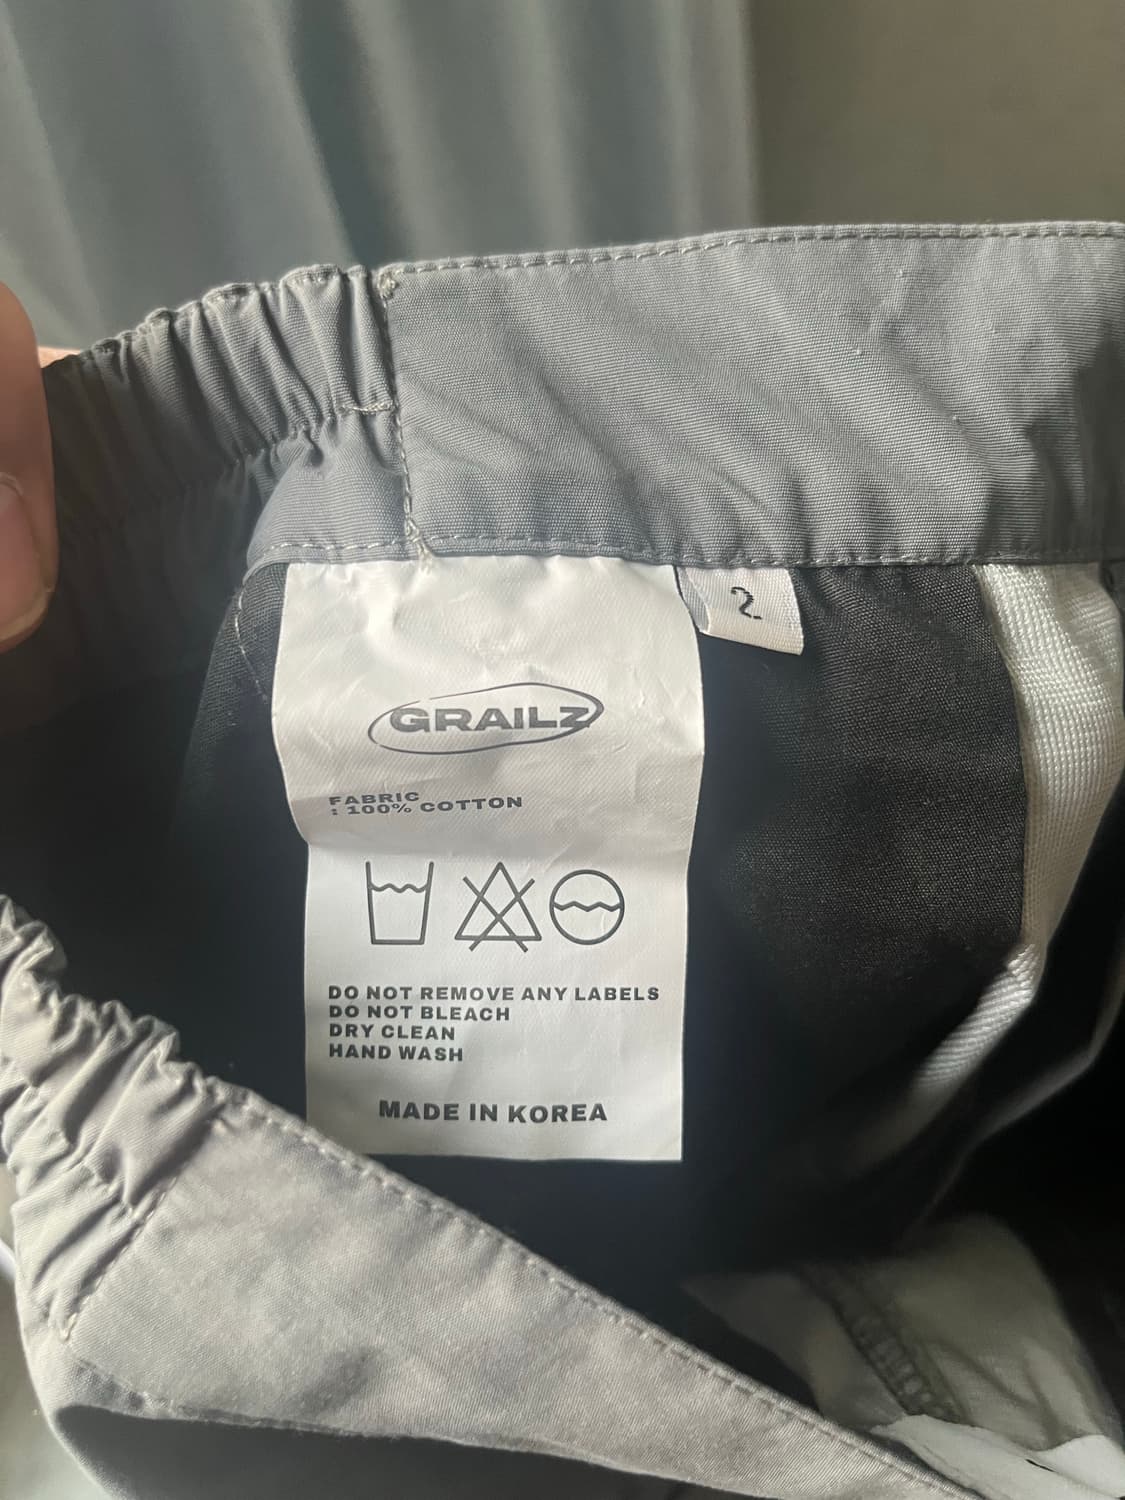 2
GRAILZ
FABRIC
: 100% COTTON
DO NOT REMOVE ANY LABELS
DO NOT BLEACH
DRY CLEAN
HAND WASH
MADE IN KOREA